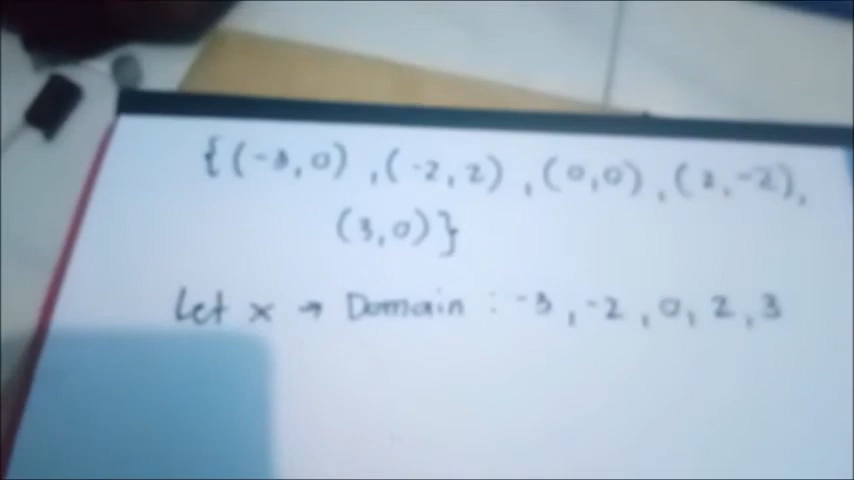 {(-3,0) ,(-2,2) ,(0,0) ,(2,-2),
(3,0)}
Let x → Domain : -3, -2, 0, 2, 3